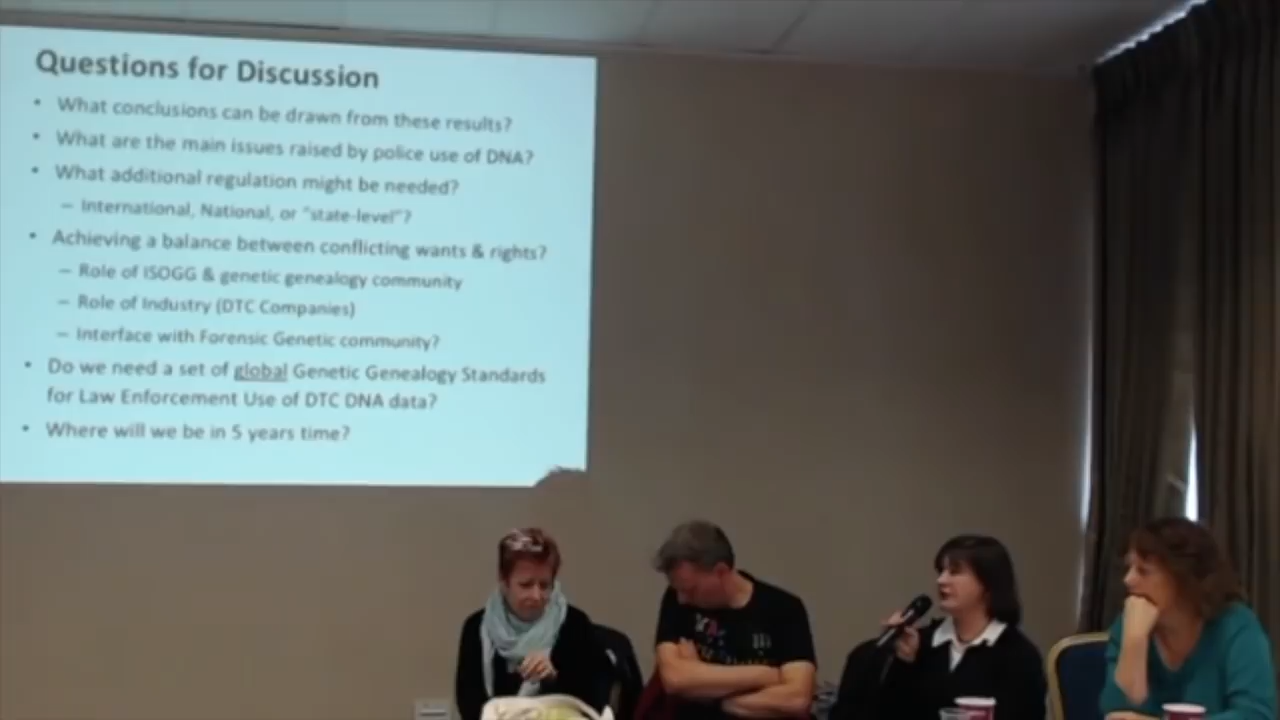 Questions for Discussion
• What conclusions can be drawn from these results?
• What are the main issues raised by police use of DNA?
• What additional regulation might be needed?
– International, National, or "state-level"?
• Achieving a balance between conflicting wants & rights?
– Role of ISOGG & genetic genealogy community
– Role of Industry (DTC Companies)
– Interface with Forensic Genetic community?
• Do we need a set of global Genetic Genealogy Standards
for Law Enforcement Use of DTC DNA data?
• Where will we be in 5 years time?